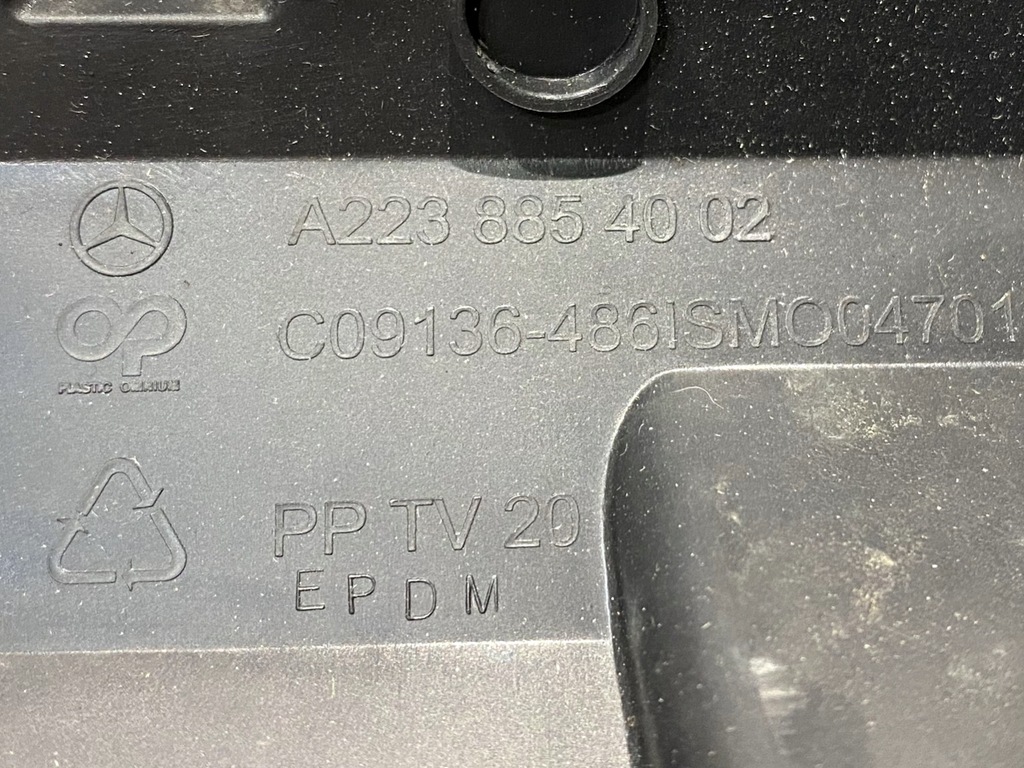 A223 885 40 02
C09136-486ISMO04701
PLASTIC OMNIUM
PP TV 20
EPDM